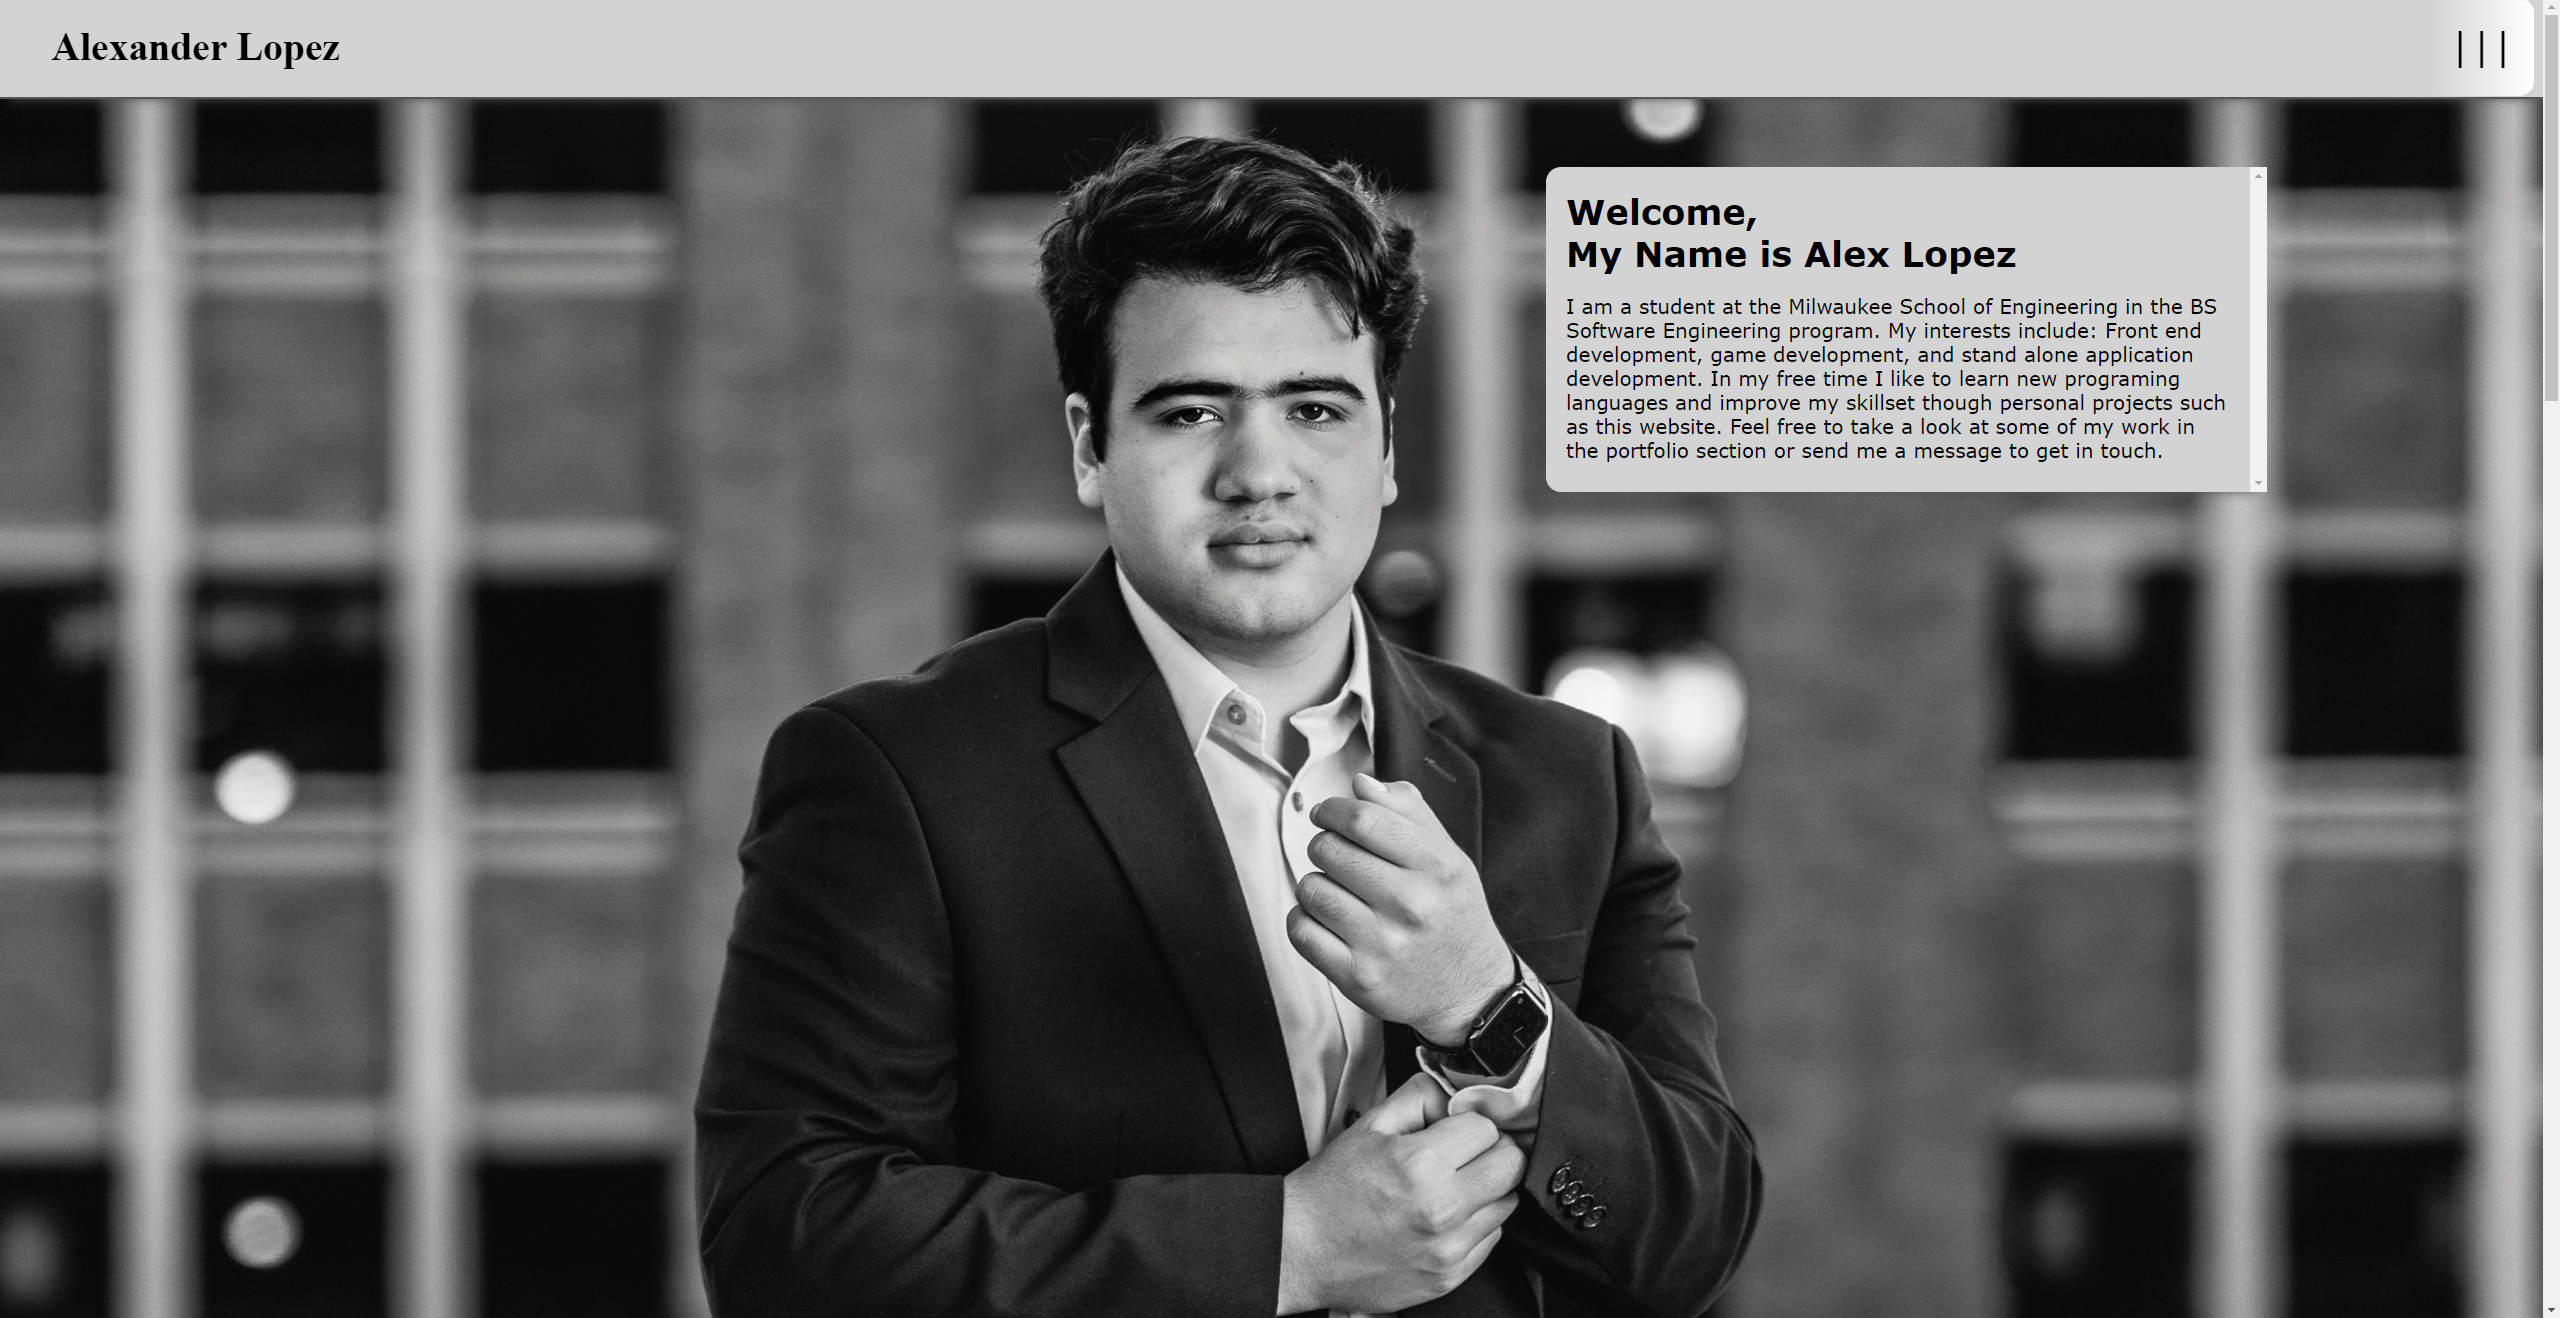 Alexander Lopez
Welcome,
My Name is Alex Lopez
I am a student at the Milwaukee School of Engineering in the BS
Software Engineering program. My interests include: Front end
development, game development, and stand alone application
development. In my free time I like to learn new programing
languages and improve my skillset though personal projects such
as this website. Feel free to take a look at some of my work in
the portfolio section or send me a message to get in touch.